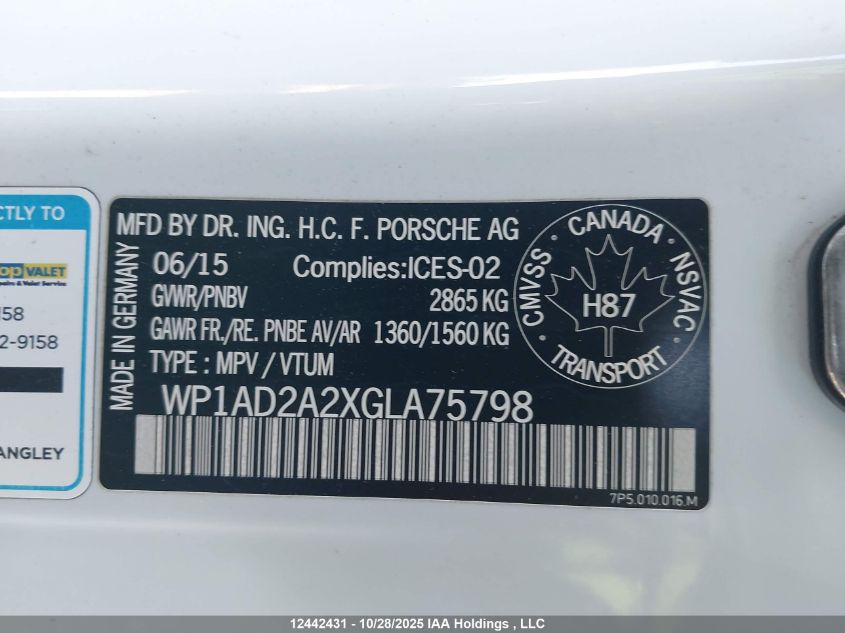 CTLY TO
opVALET
158
2-9158
ANGLEY
MADE IN GERMANY
MFD BY DR. ING. H.C. F. PORSCHE AG
06/15 Complies:ICES-02
GVWR/PNBV 2865 KG
GAWR FR./RE. PNBE AV/AR 1360/1560 KG
TYPE : MPV / VTUM
WP1AD2A2XGLA75798
CMVSS • CANADA • NSVAC • TRANSPORT •
H87
7P5.010.016.M
12442431 - 10/28/2025 IAA Holdings , LLC